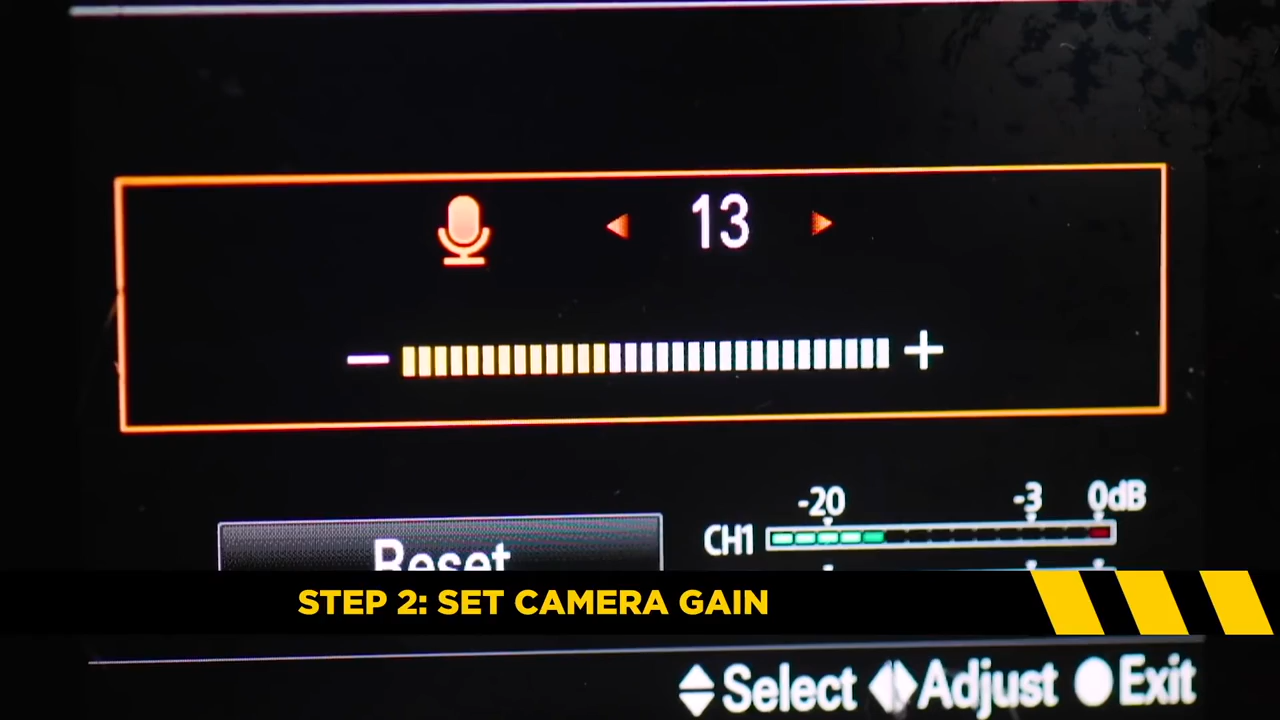 13
-20 -3 0dB
CH1
Reset
STEP 2: SET CAMERA GAIN
Select Adjust Exit